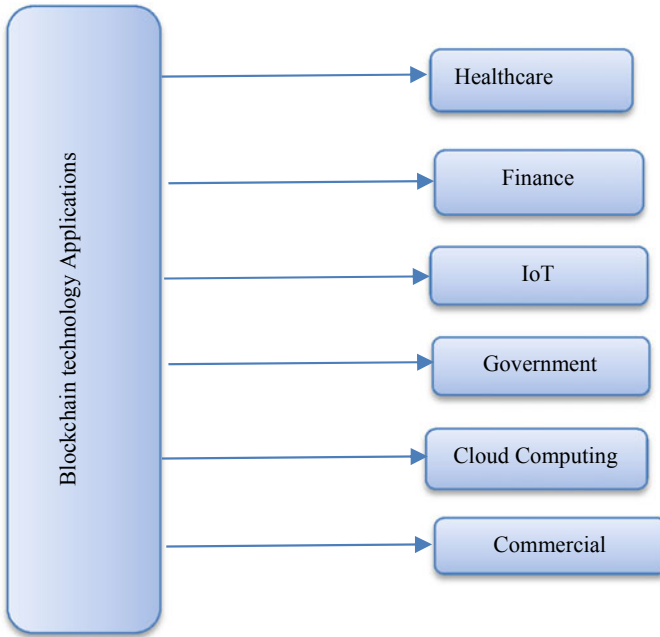 Blockchain technology Applications
Healthcare
Finance
IoT
Government
Cloud Computing
Commercial